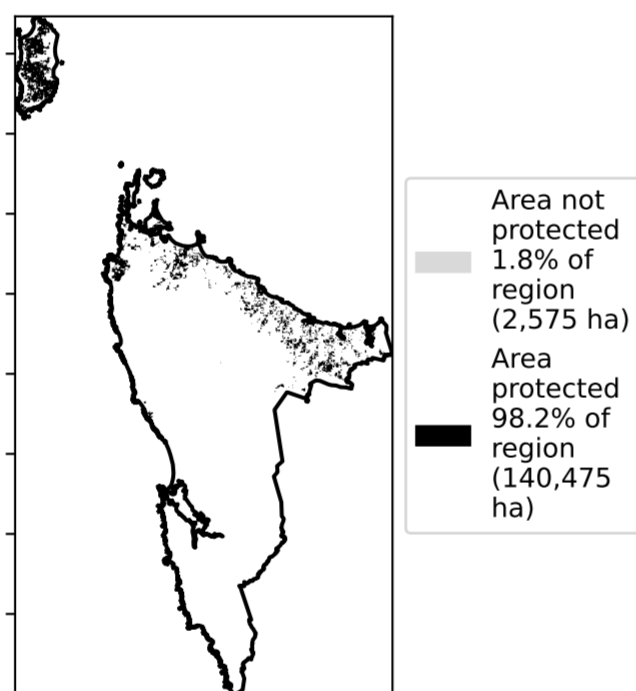 Area not
protected
1.8% of
region
(2,575 ha)
Area
protected
98.2% of
region
(140,475
ha)